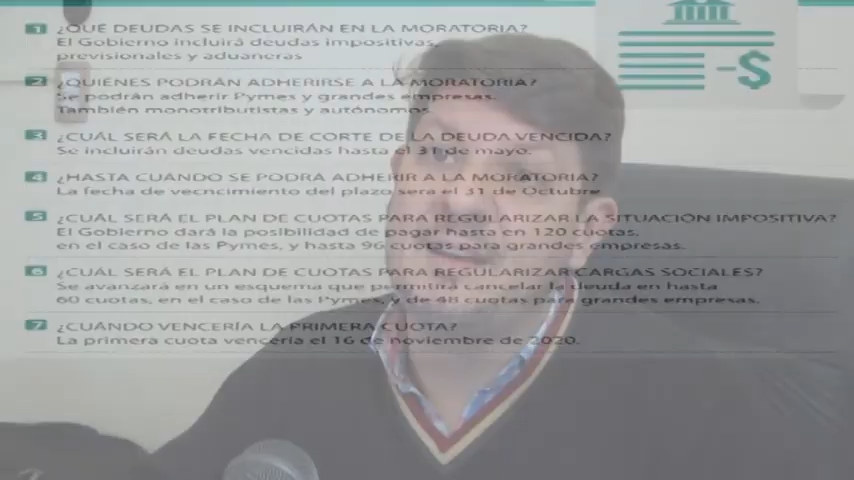 1 ¿QUÉ DEUDAS SE INCLUIRÁN EN LA MORATORIA?
El Gobierno incluirá deudas impositivas,
previsionales y aduaneras
2 ¿QUIÉNES PODRÁN ADHERIRSE A LA MORATORIA?
Se podrán adherir Pymes y grandes empresas.
También monotributistas y autónomos.
3 ¿CUÁL SERÁ LA FECHA DE CORTE DE LA DEUDA VENCIDA?
Se incluirán deudas vencidas hasta el 31 de mayo.
4 ¿HASTA CUÁNDO SE PODRÁ ADHERIR A LA MORATORIA?
La fecha de vecncimiento del plazo será el 31 de Octubre
5 ¿CUÁL SERÁ EL PLAN DE CUOTAS PARA REGULARIZAR LA SITUACIÓN IMPOSITIVA?
El Gobierno dará la posibilidad de pagar hasta en 120 cuotas,
en el caso de las Pymes, y hasta 96 cuotas para grandes empresas.
6 ¿CUÁL SERÁ EL PLAN DE CUOTAS PARA REGULARIZAR CARGAS SOCIALES?
Se avanzará en un esquema que permitirá cancelar la deuda en hasta
60 cuotas, en el caso de las Pymes, y de 48 cuotas para grandes empresas.
7 ¿CUÁNDO VENCERÍA LA PRIMERA CUOTA?
La primera cuota vencería el 16 de noviembre de 2020.
-$